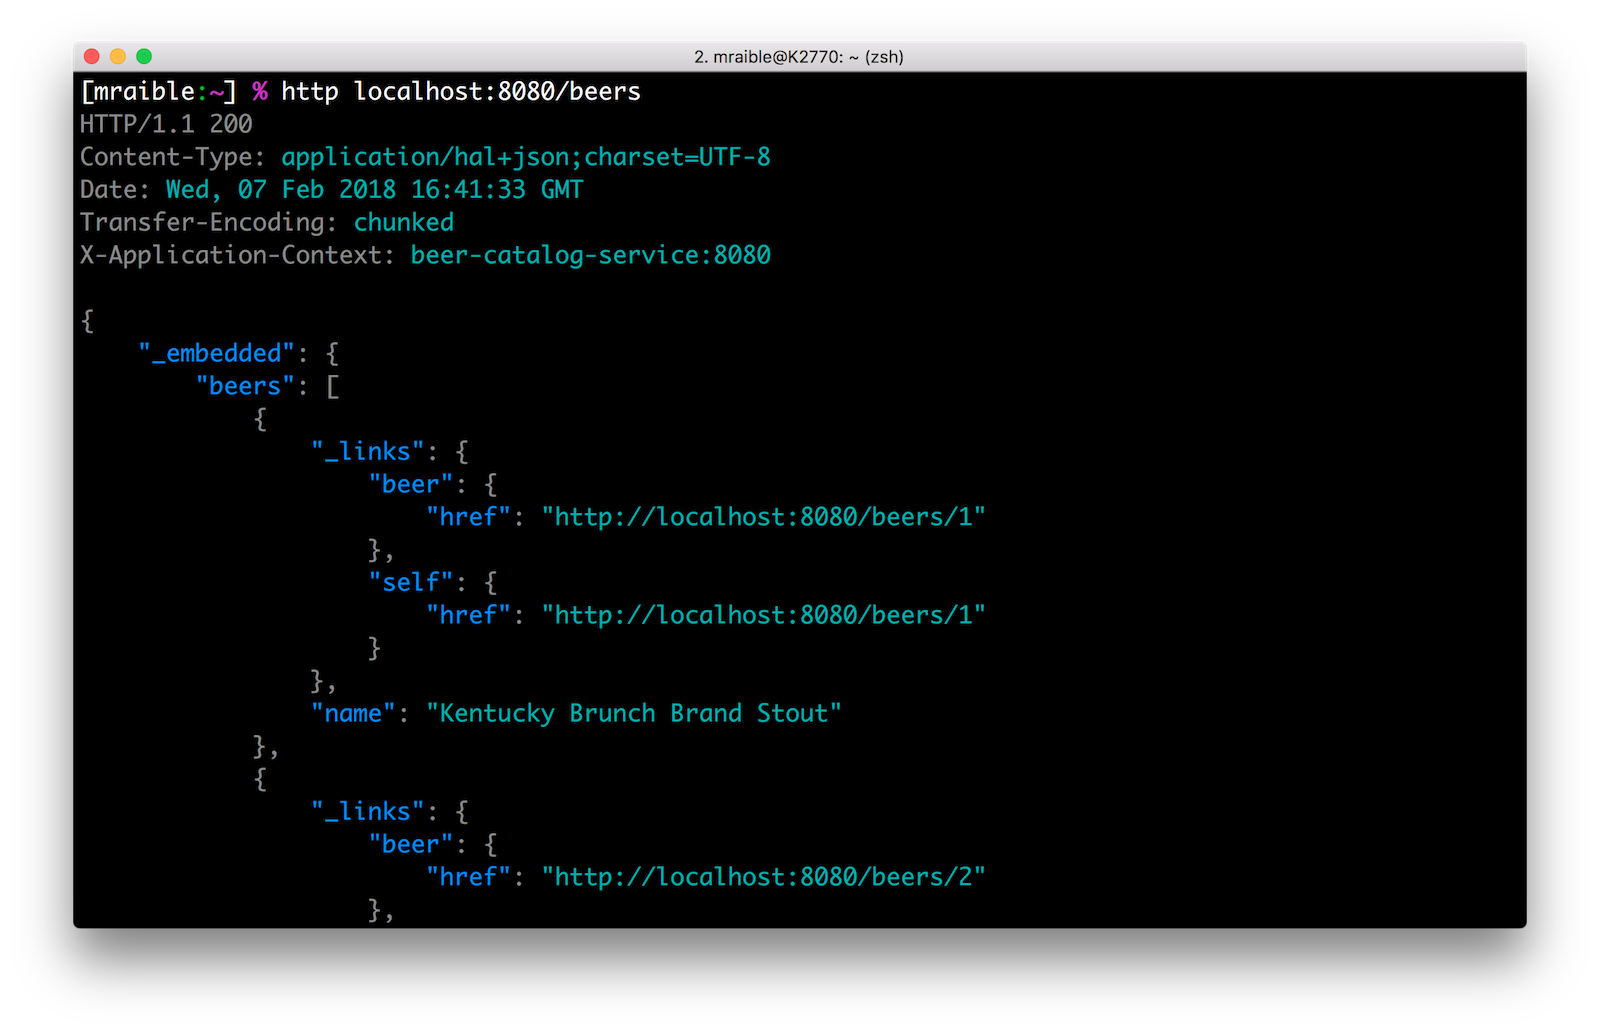 2. mraible@K2770: ~ (zsh)
[mraible:~] % http localhost:8080/beers
HTTP/1.1 200
Content-Type: application/hal+json;charset=UTF-8
Date: Wed, 07 Feb 2018 16:41:33 GMT
Transfer-Encoding: chunked
X-Application-Context: beer-catalog-service:8080

{
    "_embedded": {
        "beers": [
            {
                "_links": {
                    "beer": {
                        "href": "http://localhost:8080/beers/1"
                    },
                    "self": {
                        "href": "http://localhost:8080/beers/1"
                    }
                },
                "name": "Kentucky Brunch Brand Stout"
            },
            {
                "_links": {
                    "beer": {
                        "href": "http://localhost:8080/beers/2"
                    },